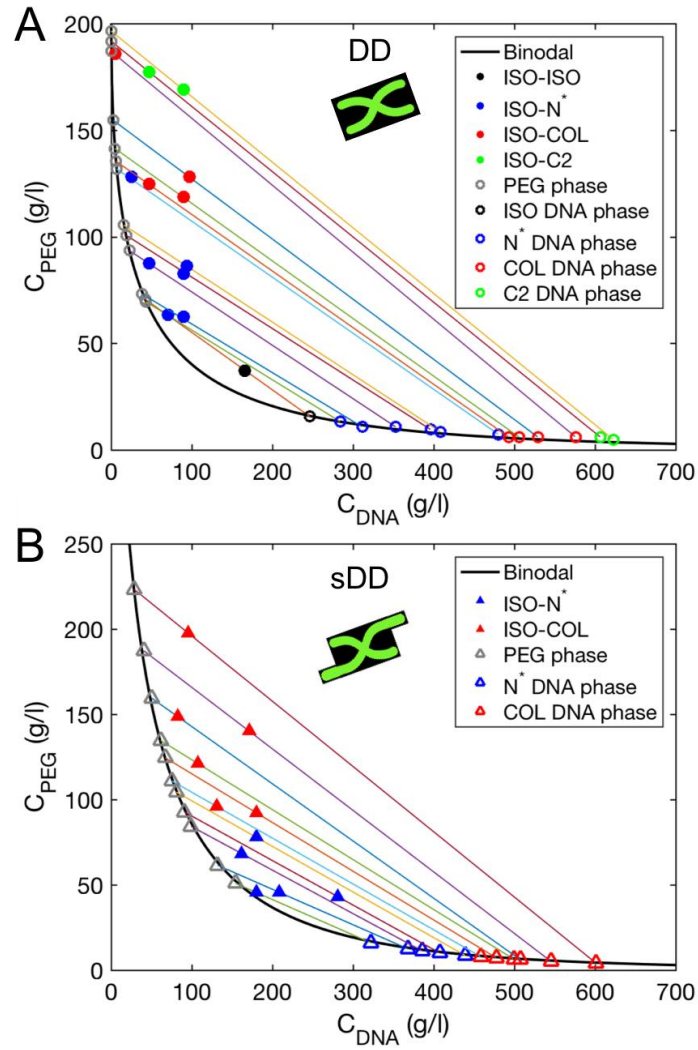 A
DD
200
150
100
50
0
C_PEG (g/l)
0 100 200 300 400 500 600 700
C_DNA (g/l)
Binodal
ISO-ISO
ISO-N*
ISO-COL
ISO-C2
PEG phase
ISO DNA phase
N* DNA phase
COL DNA phase
C2 DNA phase
B
sDD
250
200
150
100
50
0
C_PEG (g/l)
0 100 200 300 400 500 600 700
C_DNA (g/l)
Binodal
ISO-N*
ISO-COL
PEG phase
N* DNA phase
COL DNA phase